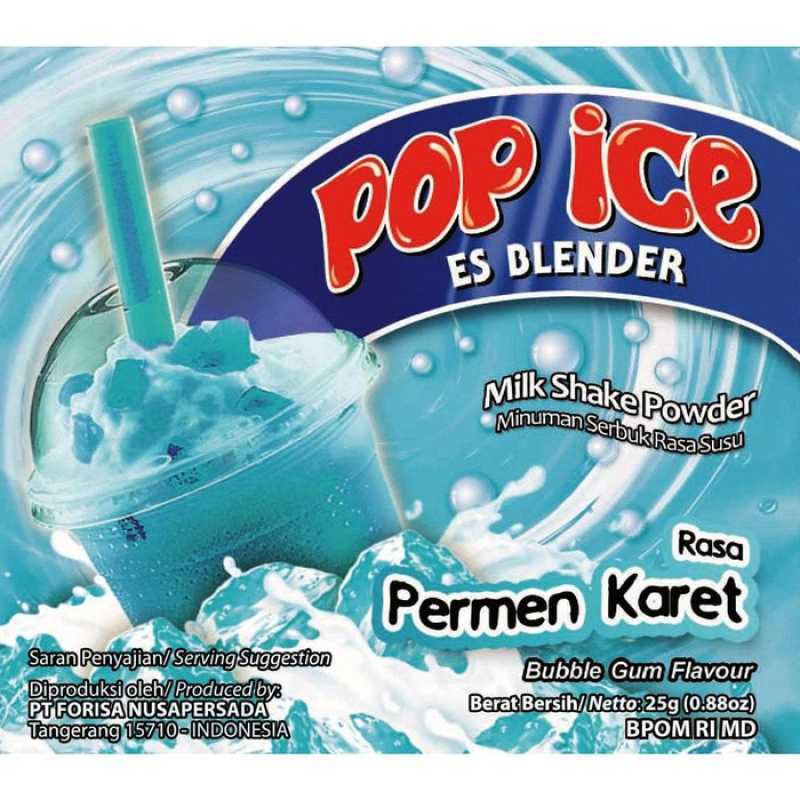 POP ICE
ES BLENDER
Milk Shake Powder
Minuman Serbuk Rasa Susu
Rasa
Permen Karet
Bubble Gum Flavour
Berat Bersih/ Netto: 25g (0.88oz)
BPOM RI MD
Saran Penyajian/ Serving Suggestion
Diproduksi oleh/ Produced by:
PT FORISA NUSAPERSADA
Tangerang 15710 - INDONESIA